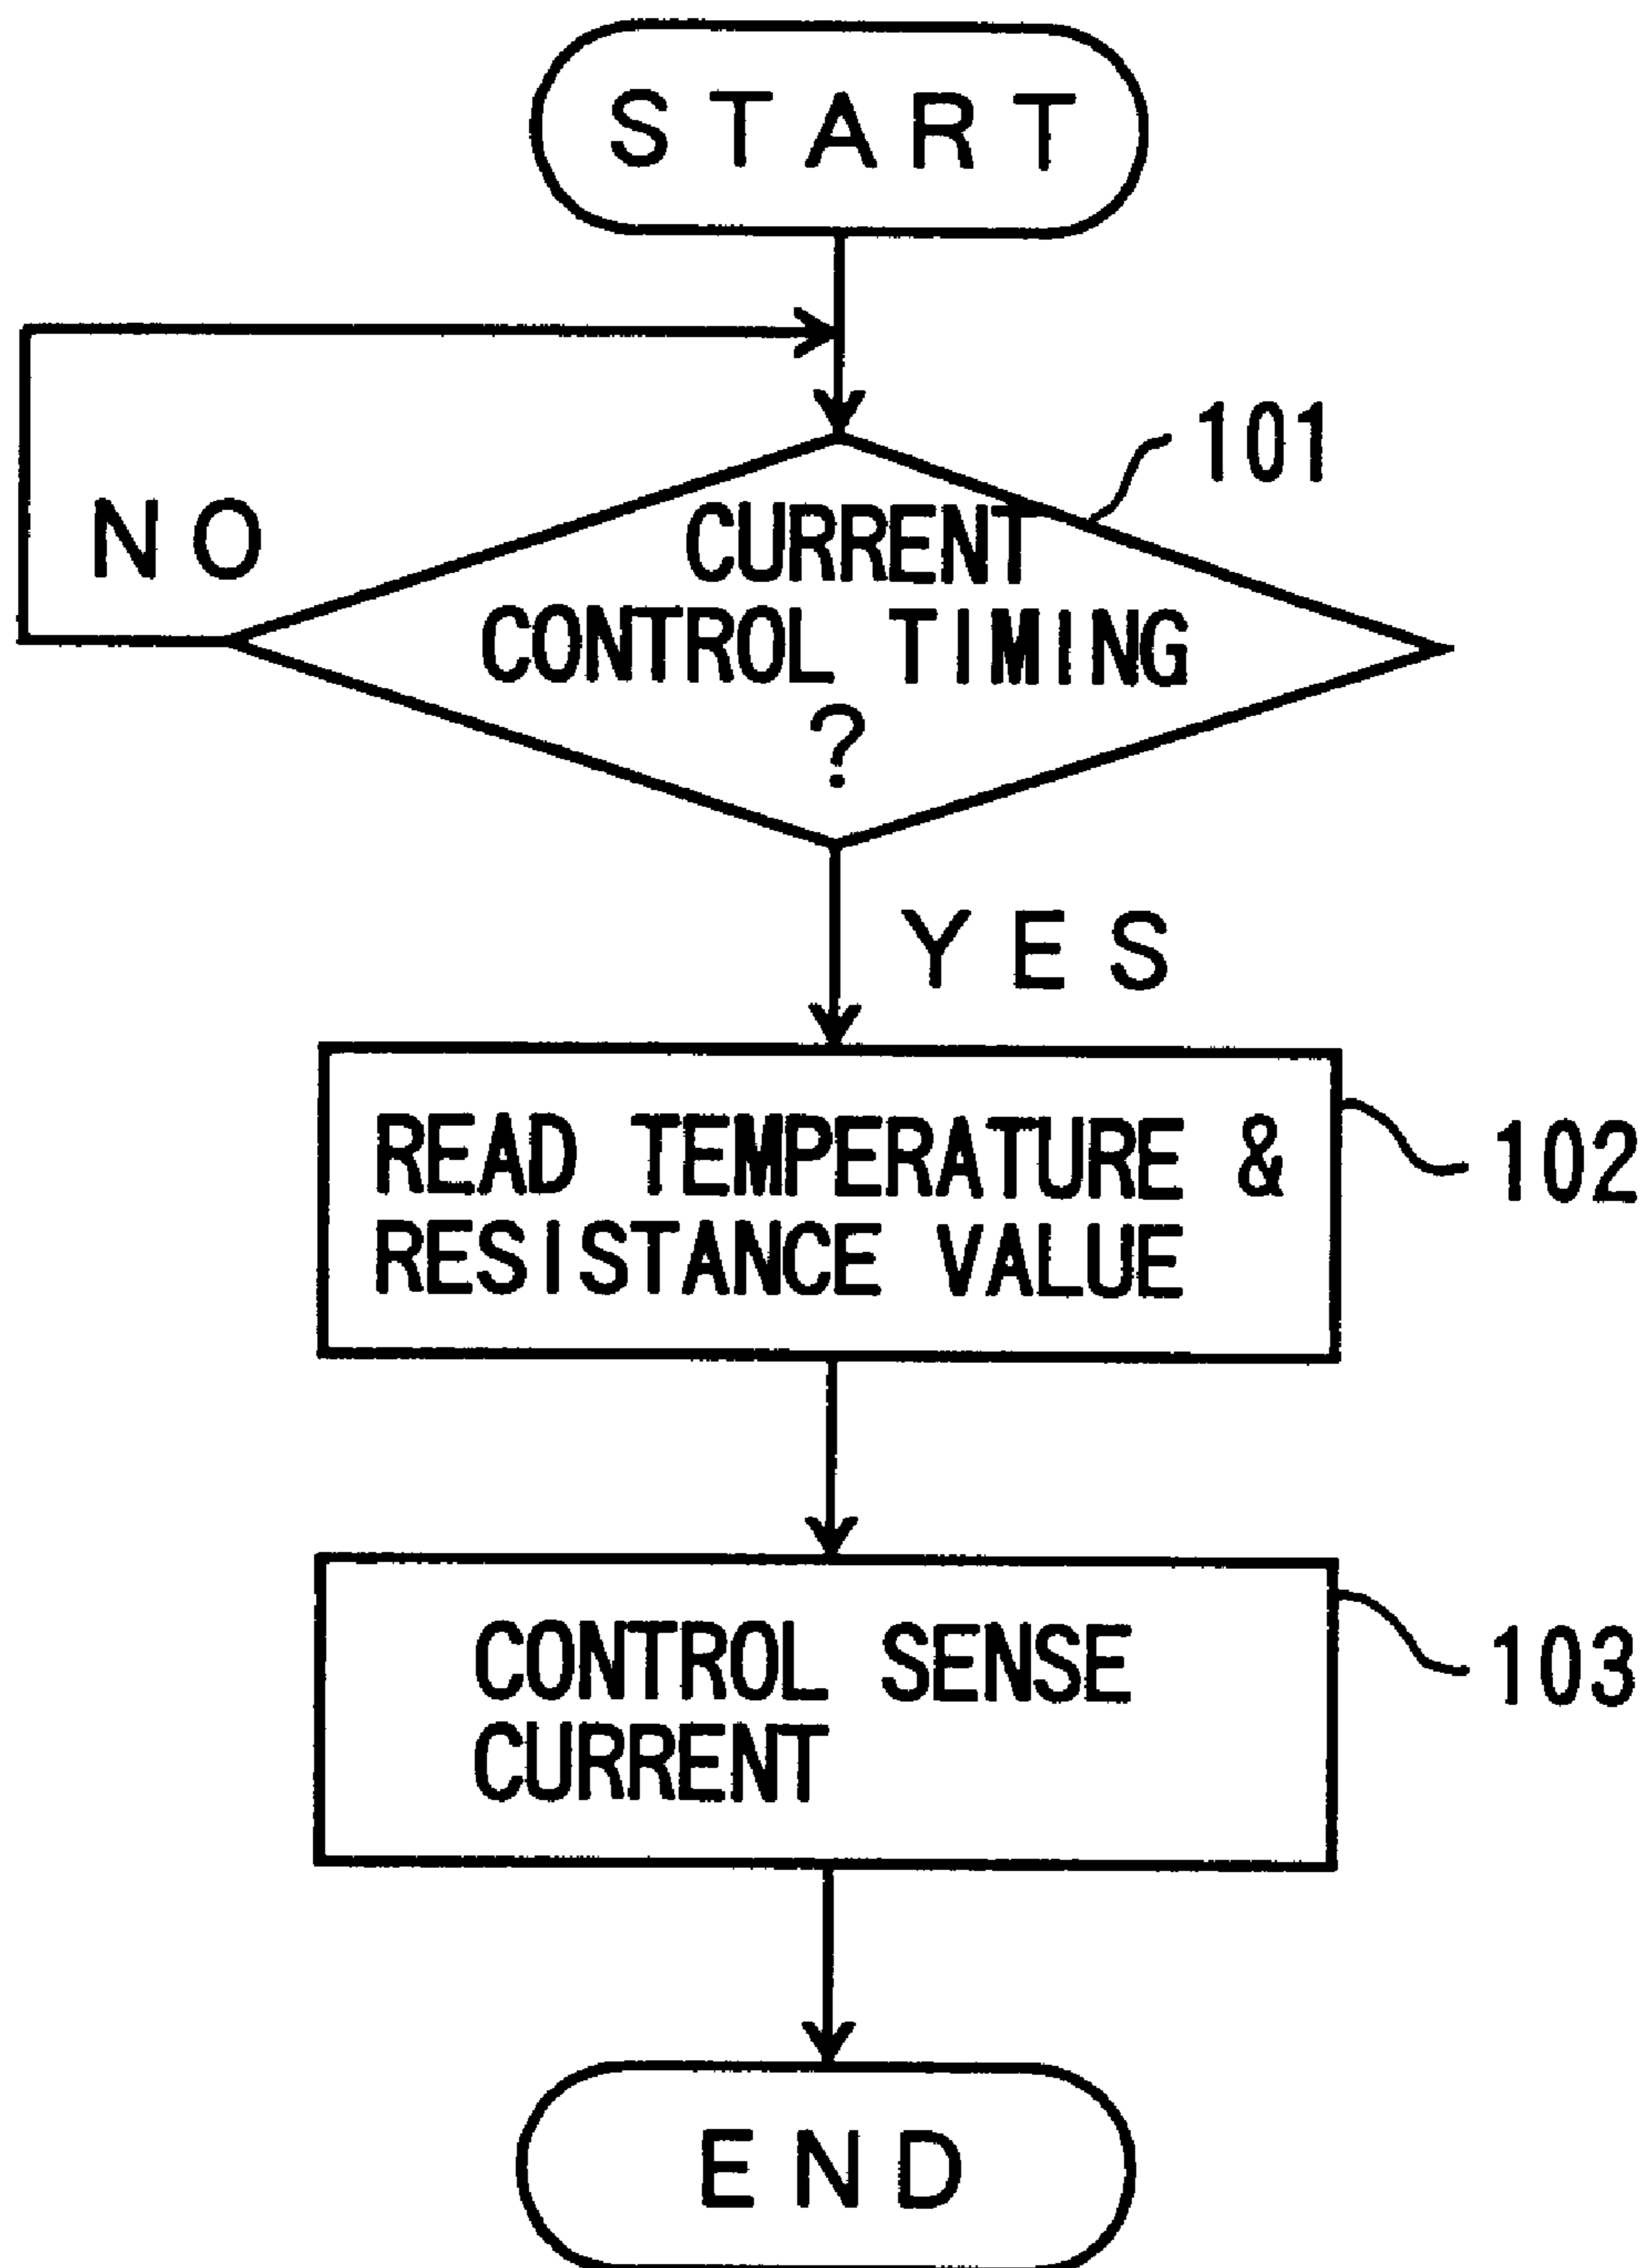 START
101
NO
CURRENT
CONTROL TIMING
?
YES
READ TEMPERATURE &
RESISTANCE VALUE
102
CONTROL SENSE
CURRENT
103
END